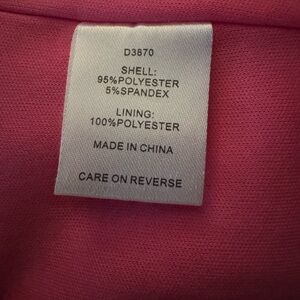 D3870
SHELL:
95%POLYESTER
5%SPANDEX
LINING:
100%POLYESTER
MADE IN CHINA
CARE ON REVERSE